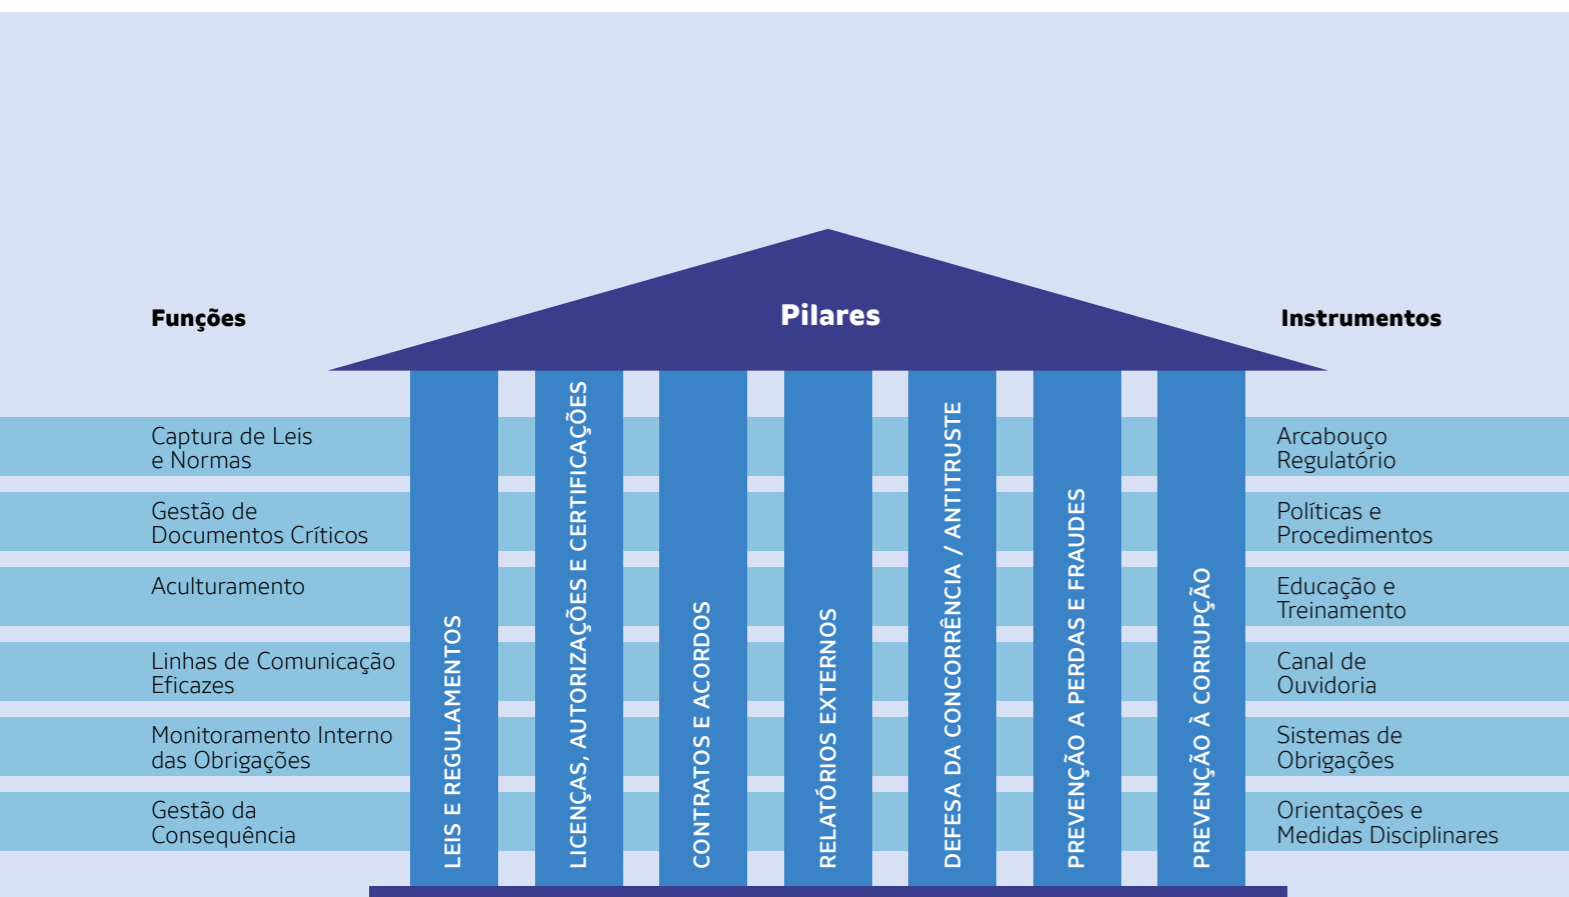 Funções
Pilares
Instrumentos
Captura de Leis
e Normas
Gestão de
Documentos Críticos
Aculturamento
Linhas de Comunicação
Eficazes
Monitoramento Interno
das Obrigações
Gestão da
Consequência
LEIS E REGULAMENTOS
LICENÇAS, AUTORIZAÇÕES E CERTIFICAÇÕES
CONTRATOS E ACORDOS
RELATÓRIOS EXTERNOS
DEFESA DA CONCORRÊNCIA / ANTITRUSTE
PREVENÇÃO A PERDAS E FRAUDES
PREVENÇÃO À CORRUPÇÃO
Arcabouço
Regulatório
Políticas e
Procedimentos
Educação e
Treinamento
Canal de
Ouvidoria
Sistemas de
Obrigações
Orientações e
Medidas Disciplinares